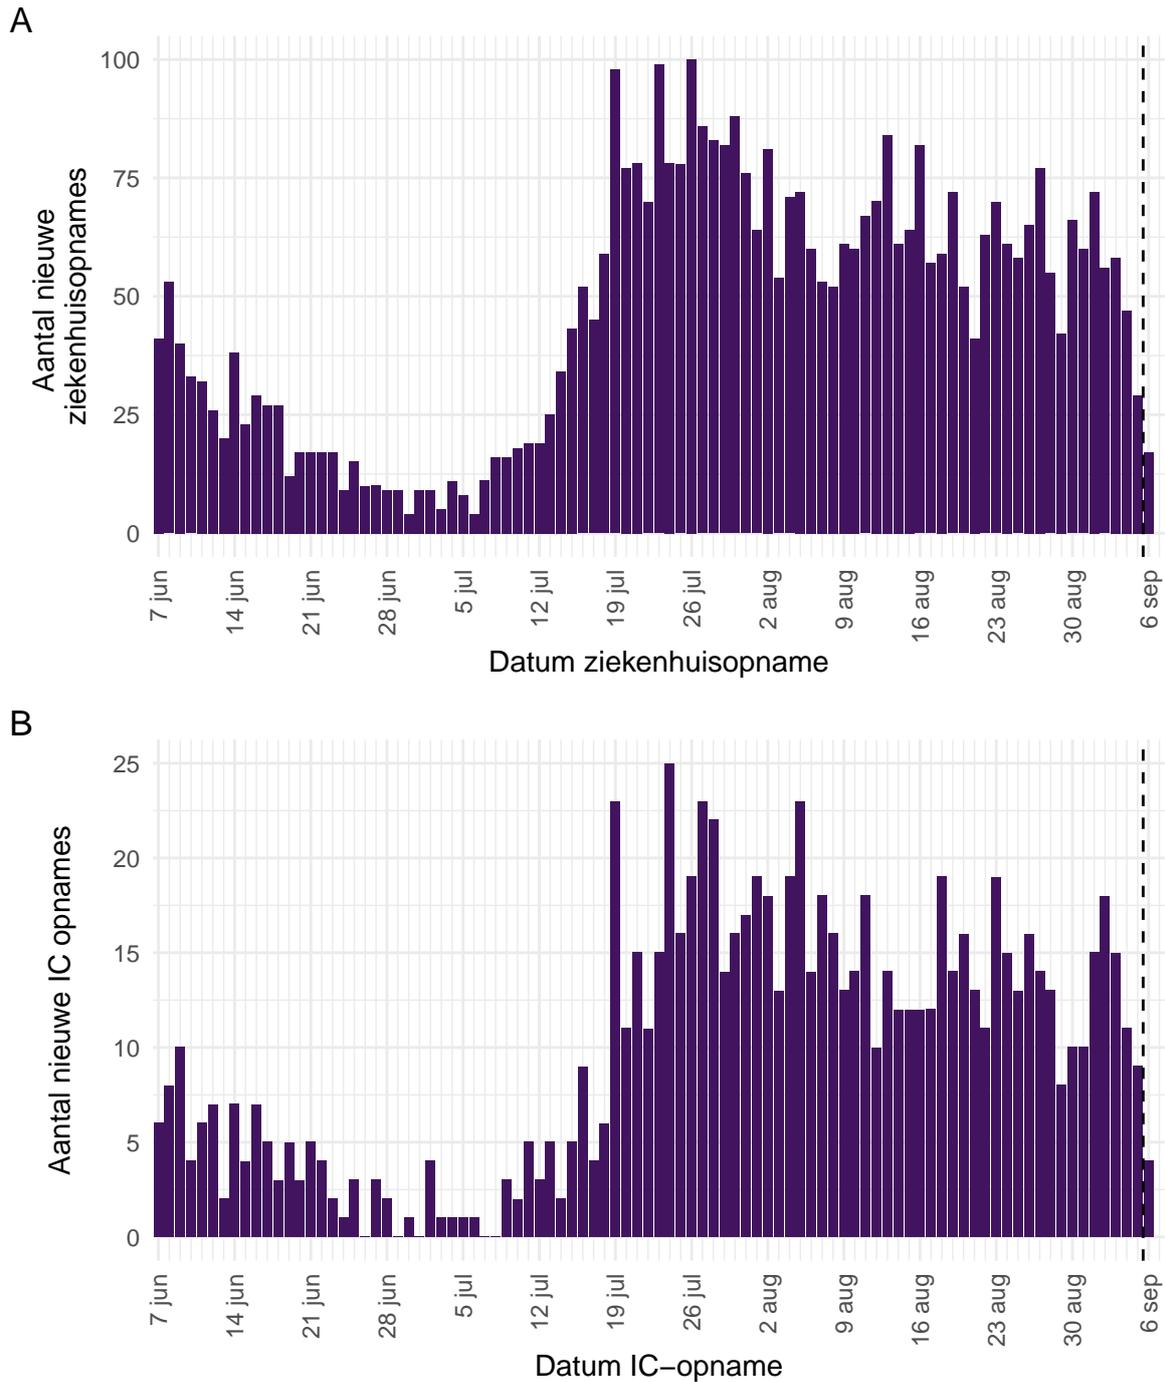 A
Aantal nieuwe
ziekenhuisopnames
100
75
50
25
0
7 jun
14 jun
21 jun
28 jun
5 jul
12 jul
19 jul
26 jul
2 aug
9 aug
16 aug
23 aug
30 aug
6 sep
Datum ziekenhuisopname
B
Aantal nieuwe IC opnames
25
20
15
10
5
0
7 jun
14 jun
21 jun
28 jun
5 jul
12 jul
19 jul
26 jul
2 aug
9 aug
16 aug
23 aug
30 aug
6 sep
Datum IC−opname